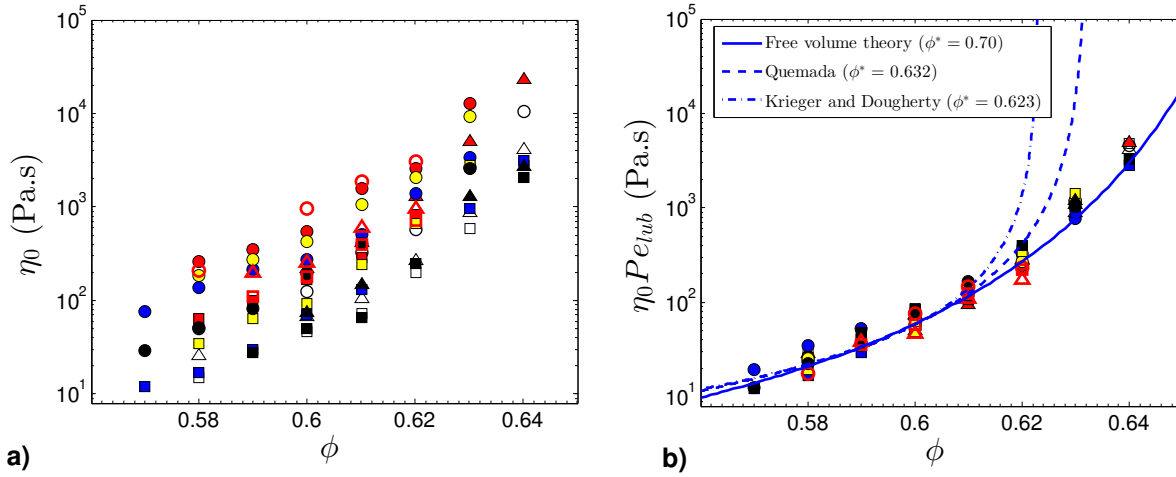 10^5
10^4
10^3
10^2
10^1
η_0 (Pa.s)
0.58
0.6
0.62
0.64
ϕ
a)
10^5
10^4
10^3
10^2
10^1
η_0 Pe_{lub} (Pa.s)
Free volume theory (ϕ* = 0.70)
Quemada (ϕ* = 0.632)
Krieger and Dougherty (ϕ* = 0.623)
0.58
0.6
0.62
0.64
ϕ
b)